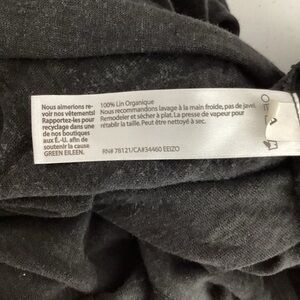 Nous aimerions re-
voir nos vêtements!
Rapportez-les pour
recyclage dans une
de nos boutiques
aux É.-U. afin de
soutenir la cause
GREEN EILEEN.
100% Lin Organique
Nous recommandons lavage à la main froide, pas de javel.
Remodeler et sécher à plat. La presse de vapeur pour
rétablir la taille. Peut être nettoyé à sec.
RN# 78121/CA#34460 EEIZO